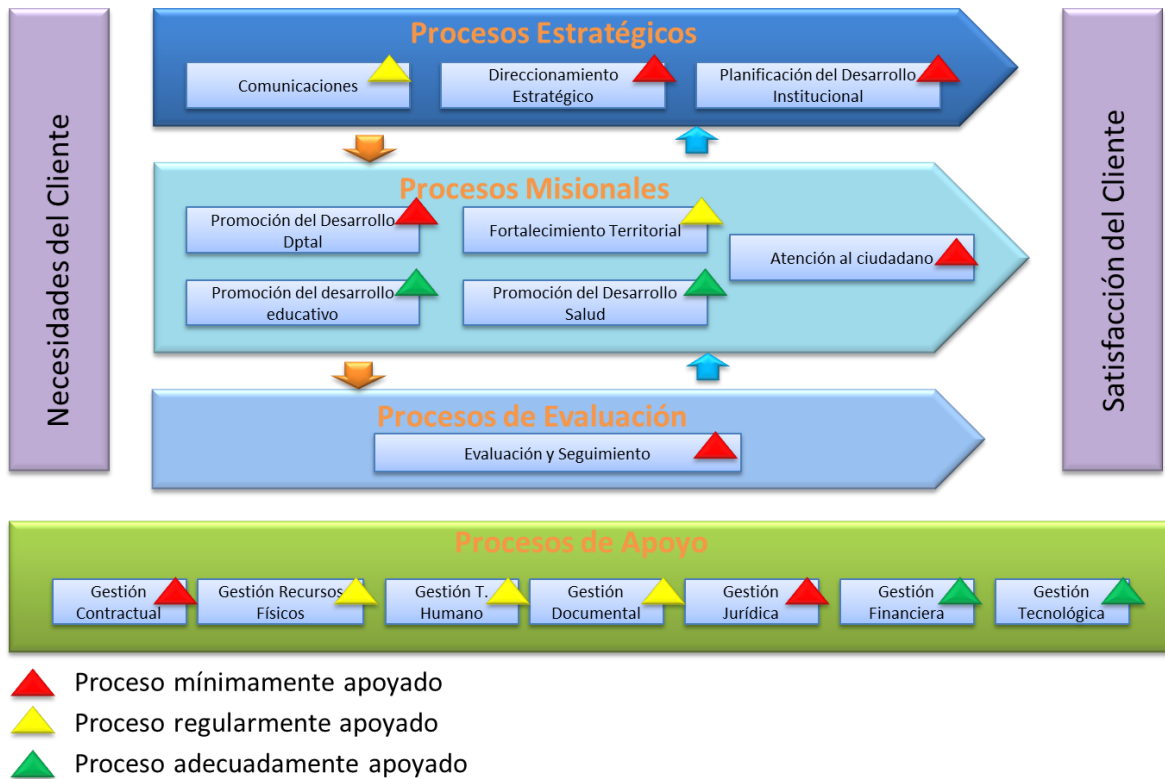 Necesidades del Cliente
Procesos Estratégicos
Comunicaciones
Direccionamiento
Estratégico
Planificación del Desarrollo
Institucional
Procesos Misionales
Promoción del Desarrollo
Dptal
Fortalecimiento Territorial
Atención al ciudadano
Promoción del desarrollo
educativo
Promoción del Desarrollo
Salud
Procesos de Evaluación
Evaluación y Seguimiento
Satisfacción del Cliente
Procesos de Apoyo
Gestión
Contractual
Gestión Recursos
Físicos
Gestión T.
Humano
Gestión
Documental
Gestión
Jurídica
Gestión
Financiera
Gestión
Tecnológica
Proceso mínimamente apoyado
Proceso regularmente apoyado
Proceso adecuadamente apoyado